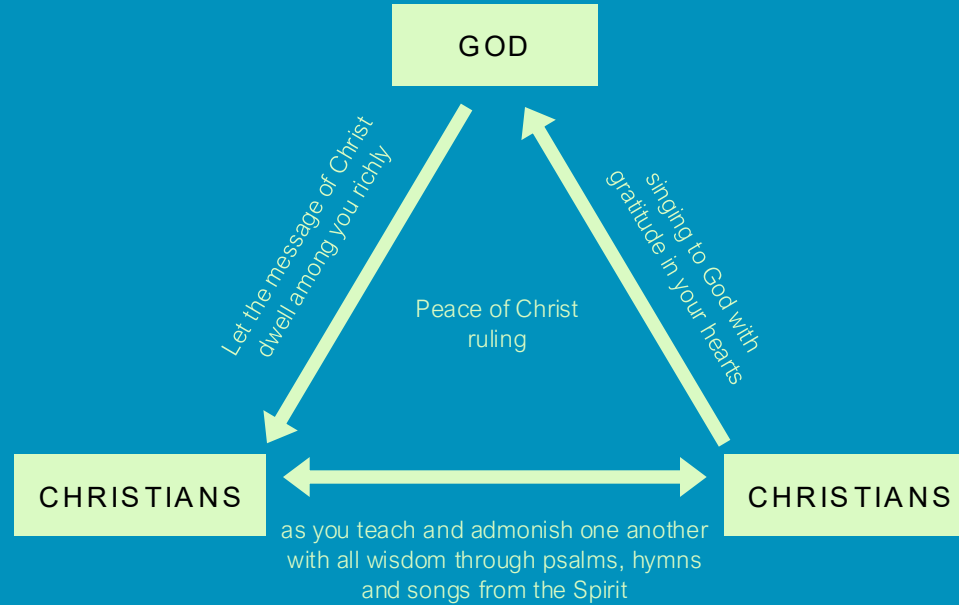 GOD
Let the message of Christ
dwell among you richly
singing to God with
gratitude in your hearts
Peace of Christ
ruling
CHRISTIANS
CHRISTIANS
as you teach and admonish one another
with all wisdom through psalms, hymns
and songs from the Spirit